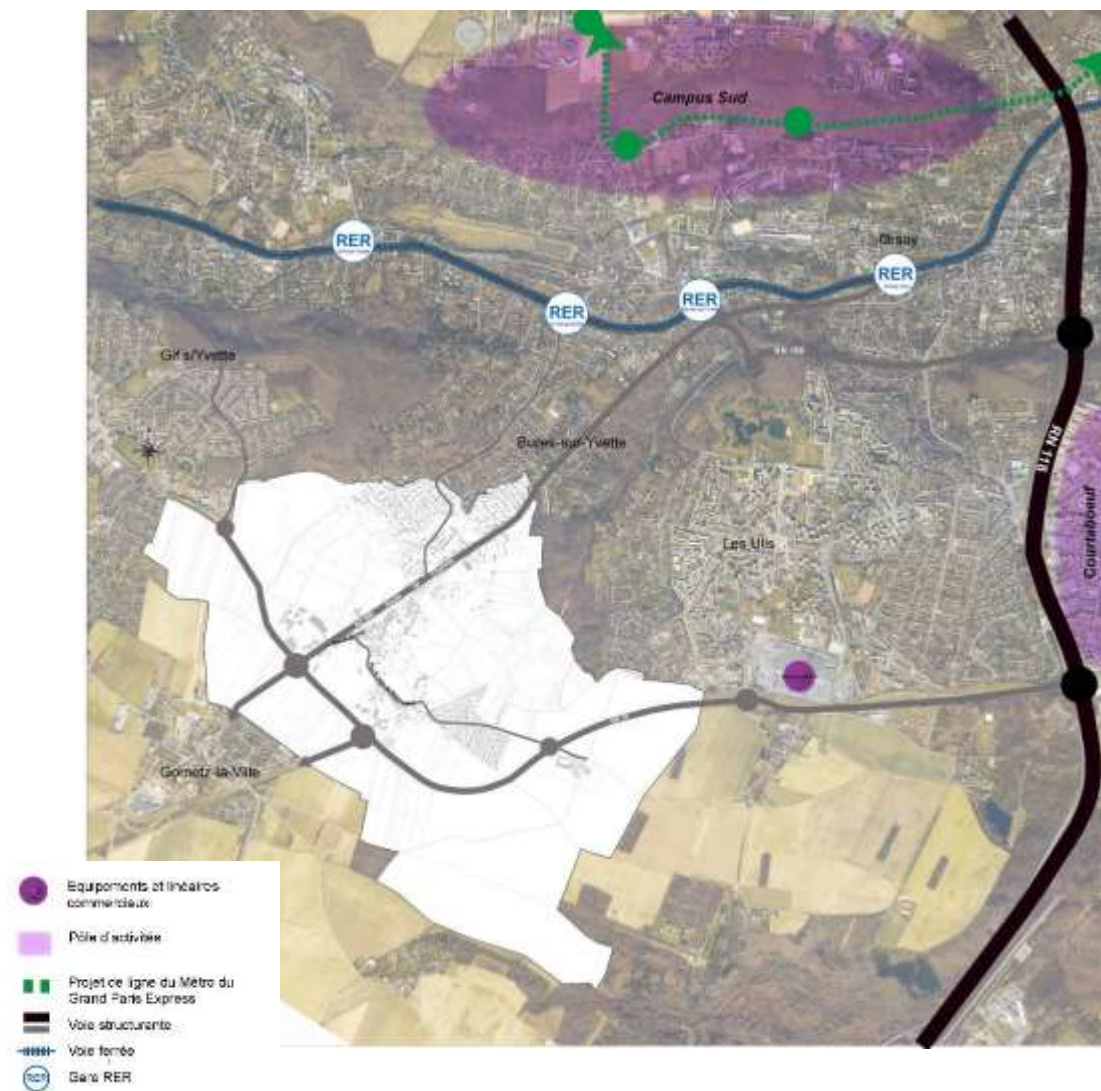 Campus Sud
Orsay
RER
RER
RER
RER
Gif s/Yvette
Bures-sur-Yvette
RN 118
Les Ulis
Courtaboeuf
Gometz-la-Ville
Equipements et linéaires
commerciaux
Pôle d'activités
Projet de ligne du Métro du
Grand Paris Express
Voie structurante
Voie ferrée
RER
Gare RER